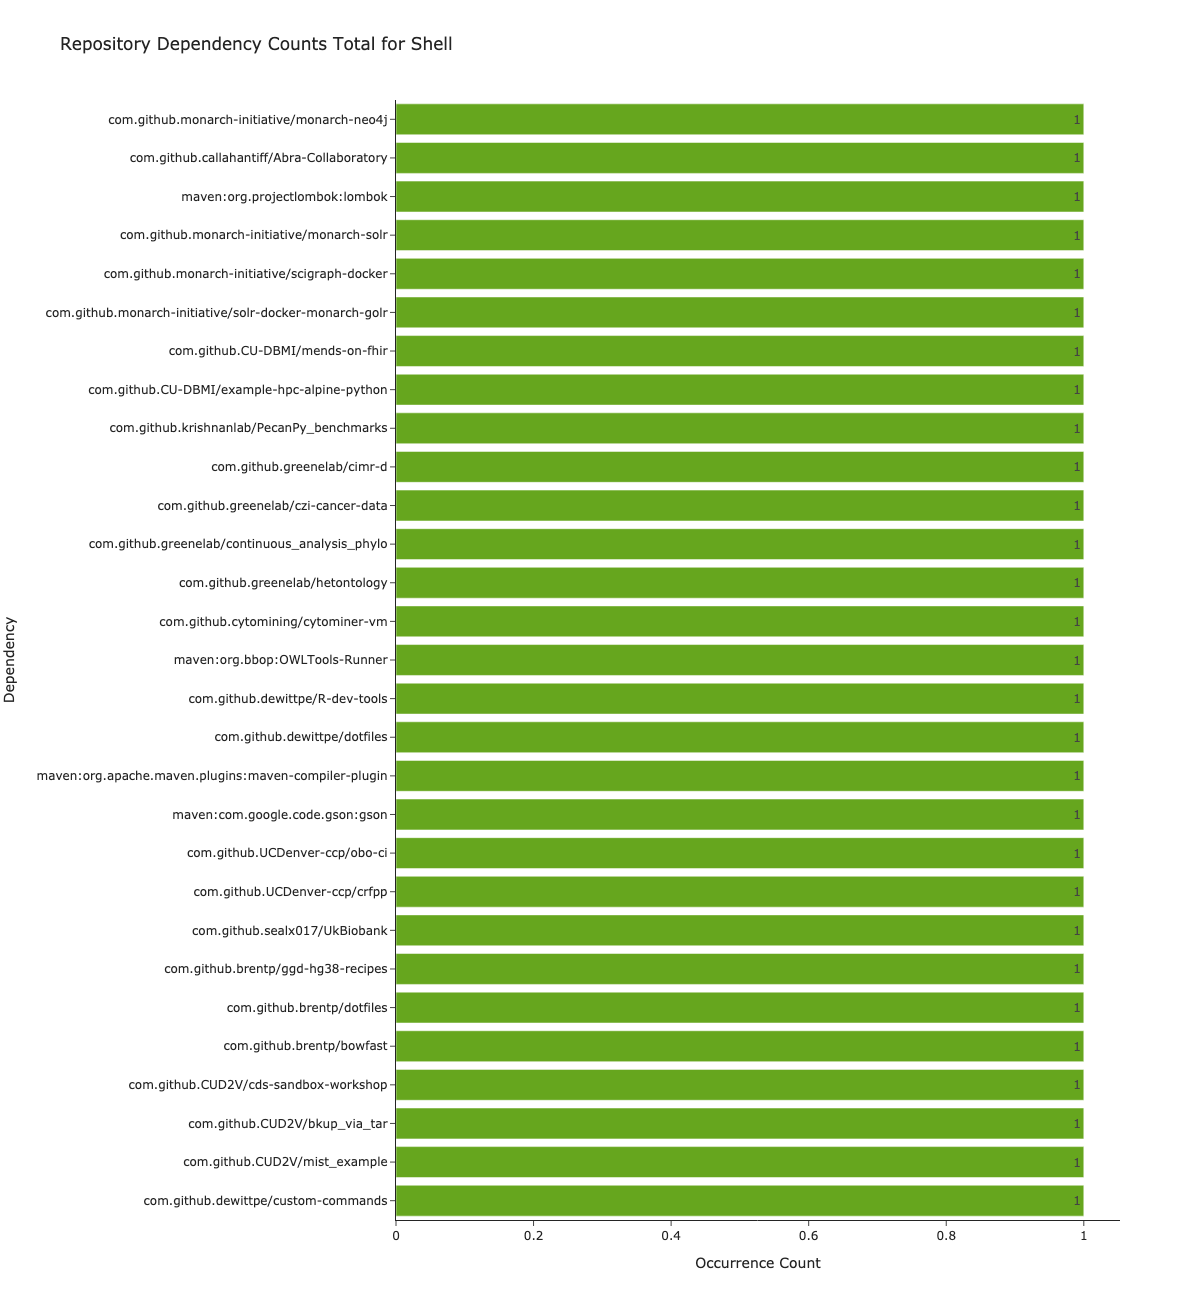 Repository Dependency Counts Total for Shell
com.github.monarch-initiative/monarch-neo4j 1
com.github.callahantiff/Abra-Collaboratory 1
maven:org.projectlombok:lombok 1
com.github.monarch-initiative/monarch-solr 1
com.github.monarch-initiative/scigraph-docker 1
com.github.monarch-initiative/solr-docker-monarch-golr 1
com.github.CU-DBMI/mends-on-fhir 1
com.github.CU-DBMI/example-hpc-alpine-python 1
com.github.krishnanlab/PecanPy_benchmarks 1
com.github.greenelab/cimr-d 1
com.github.greenelab/czi-cancer-data 1
com.github.greenelab/continuous_analysis_phylo 1
com.github.greenelab/hetontology 1
com.github.cytomining/cytominer-vm 1
maven:org.bbop:OWLTools-Runner 1
com.github.dewittpe/R-dev-tools 1
com.github.dewittpe/dotfiles 1
maven:org.apache.maven.plugins:maven-compiler-plugin 1
maven:com.google.code.gson:gson 1
com.github.UCDenver-ccp/obo-ci 1
com.github.UCDenver-ccp/crfpp 1
com.github.sealx017/UkBiobank 1
com.github.brentp/ggd-hg38-recipes 1
com.github.brentp/dotfiles 1
com.github.brentp/bowfast 1
com.github.CUD2V/cds-sandbox-workshop 1
com.github.CUD2V/bkup_via_tar 1
com.github.CUD2V/mist_example 1
com.github.dewittpe/custom-commands 1
Dependency
0 0.2 0.4 0.6 0.8 1
Occurrence Count